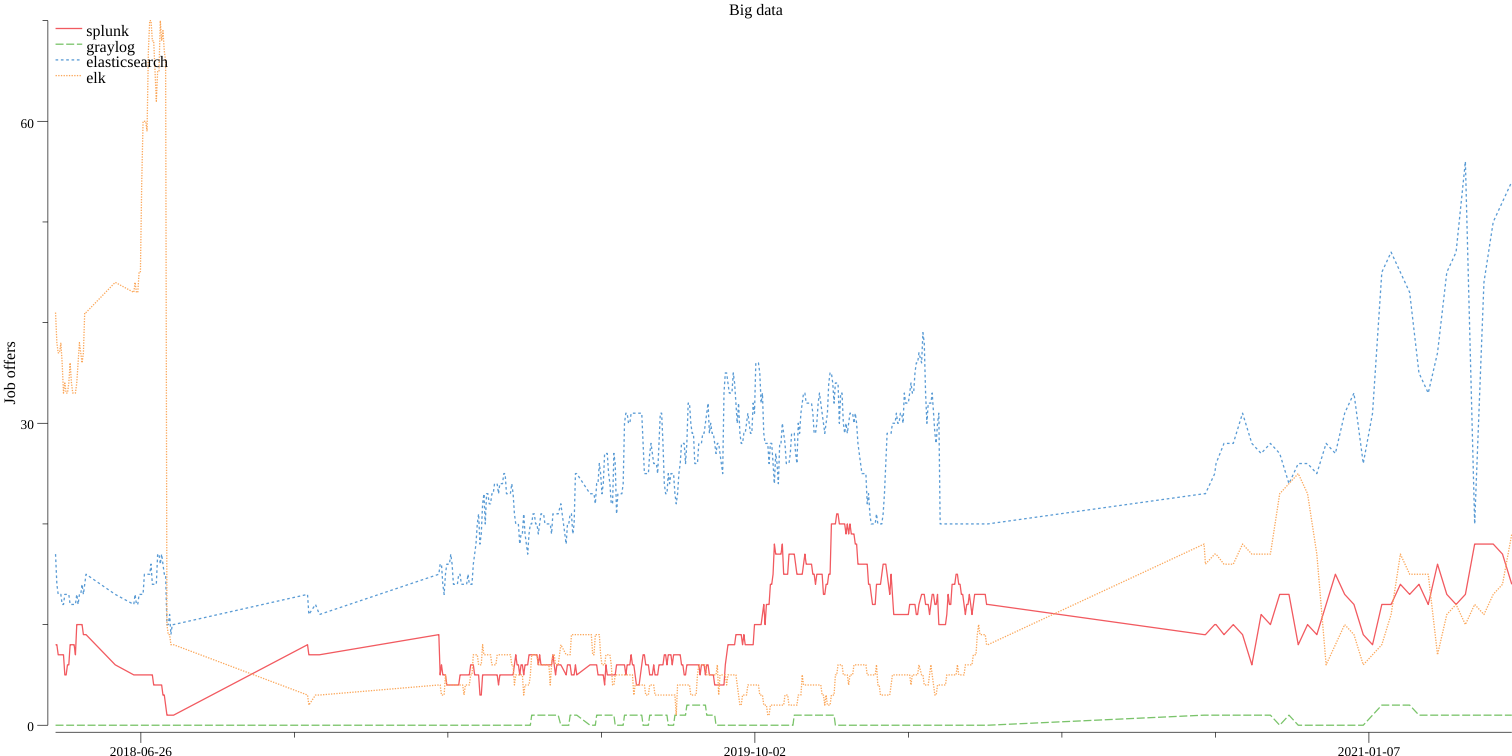 Big data
splunk
graylog
elasticsearch
elk
60
Job offers
30
0
2018-06-26
2019-10-02
2021-01-07